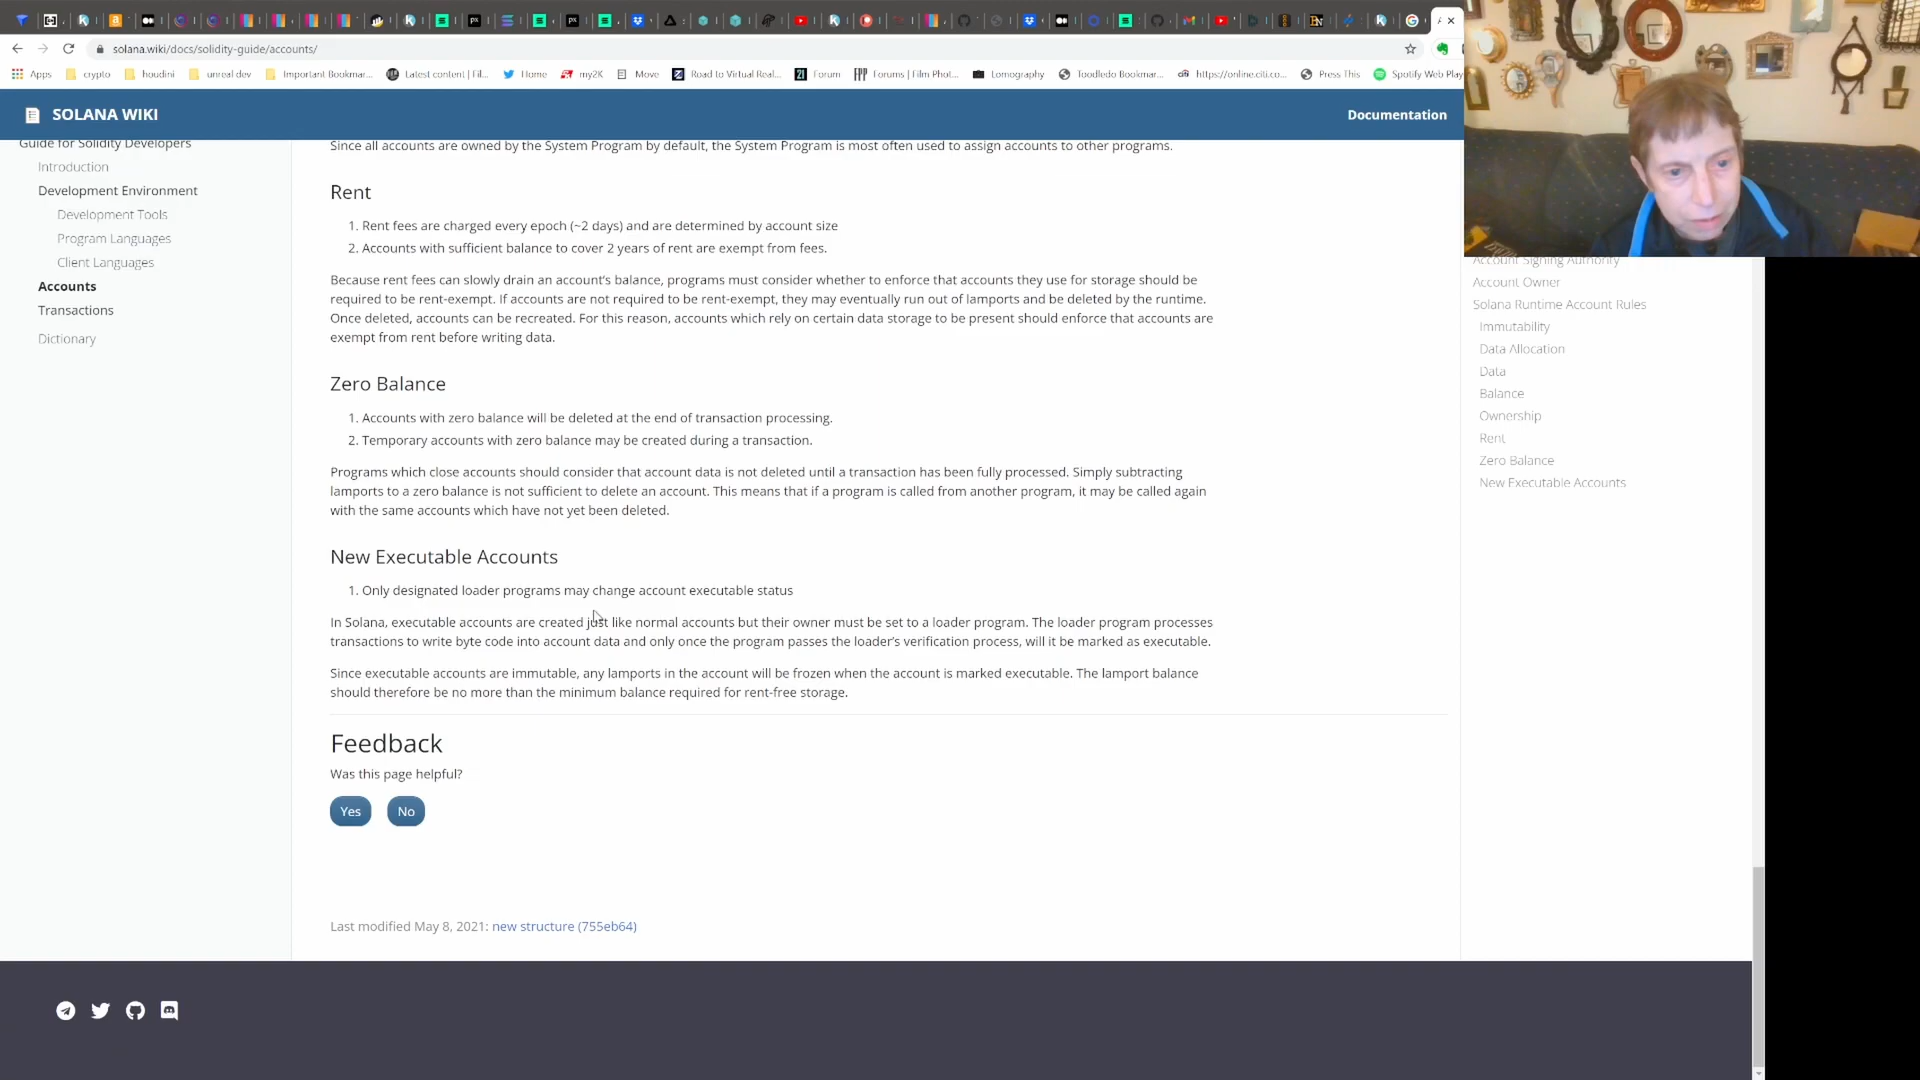 solana.wiki/docs/solidity-guide/accounts/
Apps
crypto
houdini
unreal dev
Important Bookmar...
Latest content | Fil...
Home
my2K
Move
Road to Virtual Real...
Forum
Forums | Film Phot...
Lomography
Toodledo Bookmar...
https://online.citi.co...
Press This
Spotify Web Play
SOLANA WIKI
Documentation
Guide for Solidity Developers
Introduction
Development Environment
Development Tools
Program Languages
Client Languages
Accounts
Transactions
Dictionary
Since all accounts are owned by the System Program by default, the System Program is most often used to assign accounts to other programs.
Rent
1. Rent fees are charged every epoch (~2 days) and are determined by account size
2. Accounts with sufficient balance to cover 2 years of rent are exempt from fees.
Because rent fees can slowly drain an account's balance, programs must consider whether to enforce that accounts they use for storage should be
required to be rent-exempt. If accounts are not required to be rent-exempt, they may eventually run out of lamports and be deleted by the runtime.
Once deleted, accounts can be recreated. For this reason, accounts which rely on certain data storage to be present should enforce that accounts are
exempt from rent before writing data.
Zero Balance
1. Accounts with zero balance will be deleted at the end of transaction processing.
2. Temporary accounts with zero balance may be created during a transaction.
Programs which close accounts should consider that account data is not deleted until a transaction has been fully processed. Simply subtracting
lamports to a zero balance is not sufficient to delete an account. This means that if a program is called from another program, it may be called again
with the same accounts which have not yet been deleted.
New Executable Accounts
1. Only designated loader programs may change account executable status
In Solana, executable accounts are created just like normal accounts but their owner must be set to a loader program. The loader program processes
transactions to write byte code into account data and only once the program passes the loader's verification process, will it be marked as executable.
Since executable accounts are immutable, any lamports in the account will be frozen when the account is marked executable. The lamport balance
should therefore be no more than the minimum balance required for rent-free storage.
Feedback
Was this page helpful?
Yes
No
Last modified May 8, 2021: new structure (755eb64)
Account Signing Authority
Account Owner
Solana Runtime Account Rules
Immutability
Data Allocation
Data
Balance
Ownership
Rent
Zero Balance
New Executable Accounts